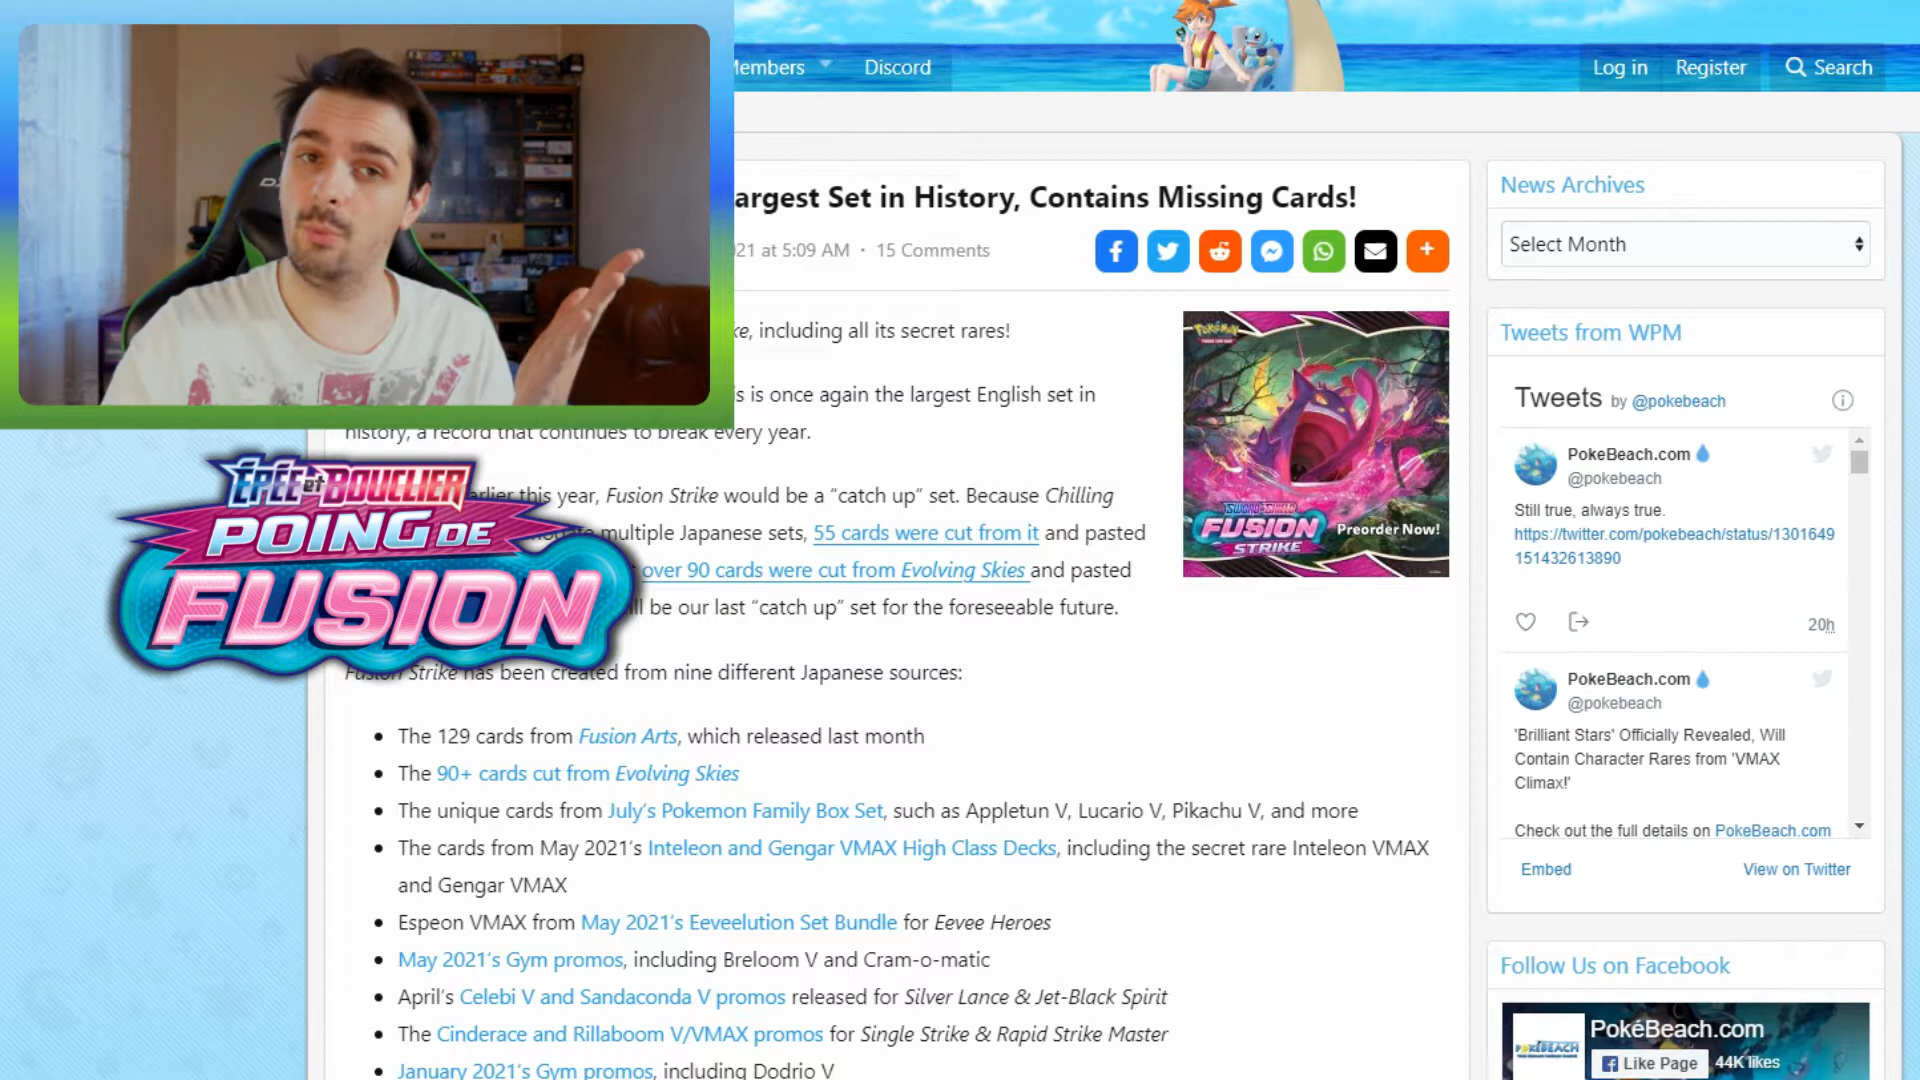 Members
Discord
Log in
Register
Search
argest Set in History, Contains Missing Cards!
21 at 5:09 AM · 15 Comments
ke, including all its secret rares!
is is once again the largest English set in
history, a record that continues to break every year.
arlier this year, Fusion Strike would be a “catch up” set. Because Chilling
multiple Japanese sets, 55 cards were cut from it and pasted
over 90 cards were cut from Evolving Skies and pasted
ll be our last “catch up” set for the foreseeable future.
Fusion Strike has been created from nine different Japanese sources:
• The 129 cards from Fusion Arts, which released last month
• The 90+ cards cut from Evolving Skies
• The unique cards from July’s Pokemon Family Box Set, such as Appletun V, Lucario V, Pikachu V, and more
• The cards from May 2021’s Inteleon and Gengar VMAX High Class Decks, including the secret rare Inteleon VMAX
and Gengar VMAX
• Espeon VMAX from May 2021’s Eeveelution Set Bundle for Eevee Heroes
• May 2021’s Gym promos, including Breloom V and Cram-o-matic
• April’s Celebi V and Sandaconda V promos released for Silver Lance & Jet-Black Spirit
• The Cinderace and Rillaboom V/VMAX promos for Single Strike & Rapid Strike Master
• January 2021’s Gym promos, including Dodrio V
ÉPÉE et BOUCLIER
POING DE
FUSION
POKÉMON
SWORD & SHIELD
FUSION
STRIKE
Preorder Now!
News Archives
Select Month
Tweets from WPM
Tweets by @pokebeach
PokeBeach.com
@pokebeach
Still true, always true.
https://twitter.com/pokebeach/status/1301649
151432613890
20h
PokeBeach.com
@pokebeach
'Brilliant Stars' Officially Revealed, Will
Contain Character Rares from 'VMAX
Climax!'
Check out the full details on PokeBeach.com
Embed
View on Twitter
Follow Us on Facebook
POKÉBEACH
PokéBeach.com
Like Page
44K likes